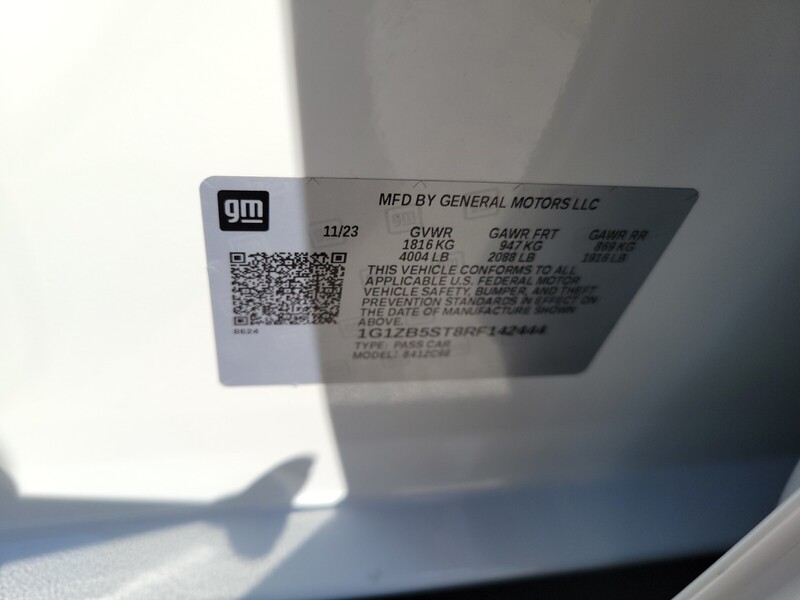 gm
MFD BY GENERAL MOTORS LLC
11/23 GVWR GAWR FRT GAWR RR
1816 KG 947 KG 869 KG
4004 LB 2088 LB 1916 LB
THIS VEHICLE CONFORMS TO ALL
APPLICABLE U.S. FEDERAL MOTOR
VEHICLE SAFETY, BUMPER, AND THEFT
PREVENTION STANDARDS IN EFFECT ON
THE DATE OF MANUFACTURE SHOWN
ABOVE.
8624
1G1ZB5ST8RF142444
TYPE: PASS CAR
MODEL: